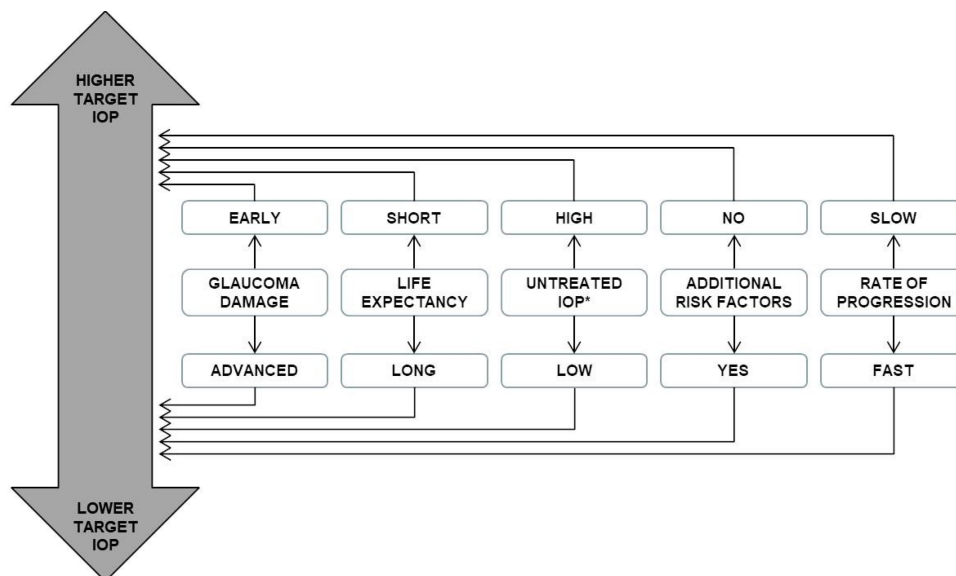 HIGHER
TARGET
IOP
EARLY
SHORT
HIGH
NO
SLOW
GLAUCOMA
DAMAGE
LIFE
EXPECTANCY
UNTREATED
IOP*
ADDITIONAL
RISK FACTORS
RATE OF
PROGRESSION
ADVANCED
LONG
LOW
YES
FAST
LOWER
TARGET
IOP